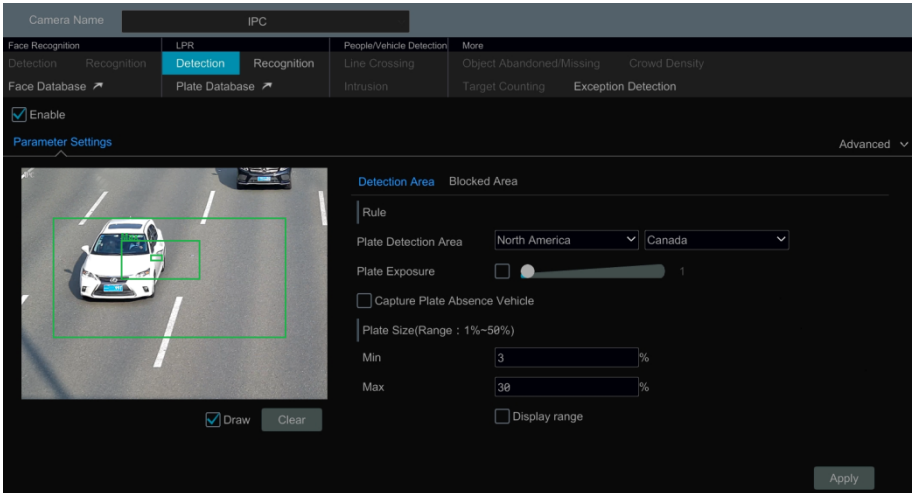 Camera Name IPC
Face Recognition LPR People/Vehicle Detection More
Detection Recognition Detection Recognition Line Crossing Object Abandoned/Missing Crowd Density
Face Database Plate Database Intrusion Target Counting Exception Detection
Enable
Parameter Settings Advanced
Detection Area Blocked Area
Rule
Plate Detection Area North America Canada
Plate Exposure 1
Capture Plate Absence Vehicle
Plate Size(Range : 1%~50%)
Min 3 %
Max 30 %
Display range
Draw Clear
Apply